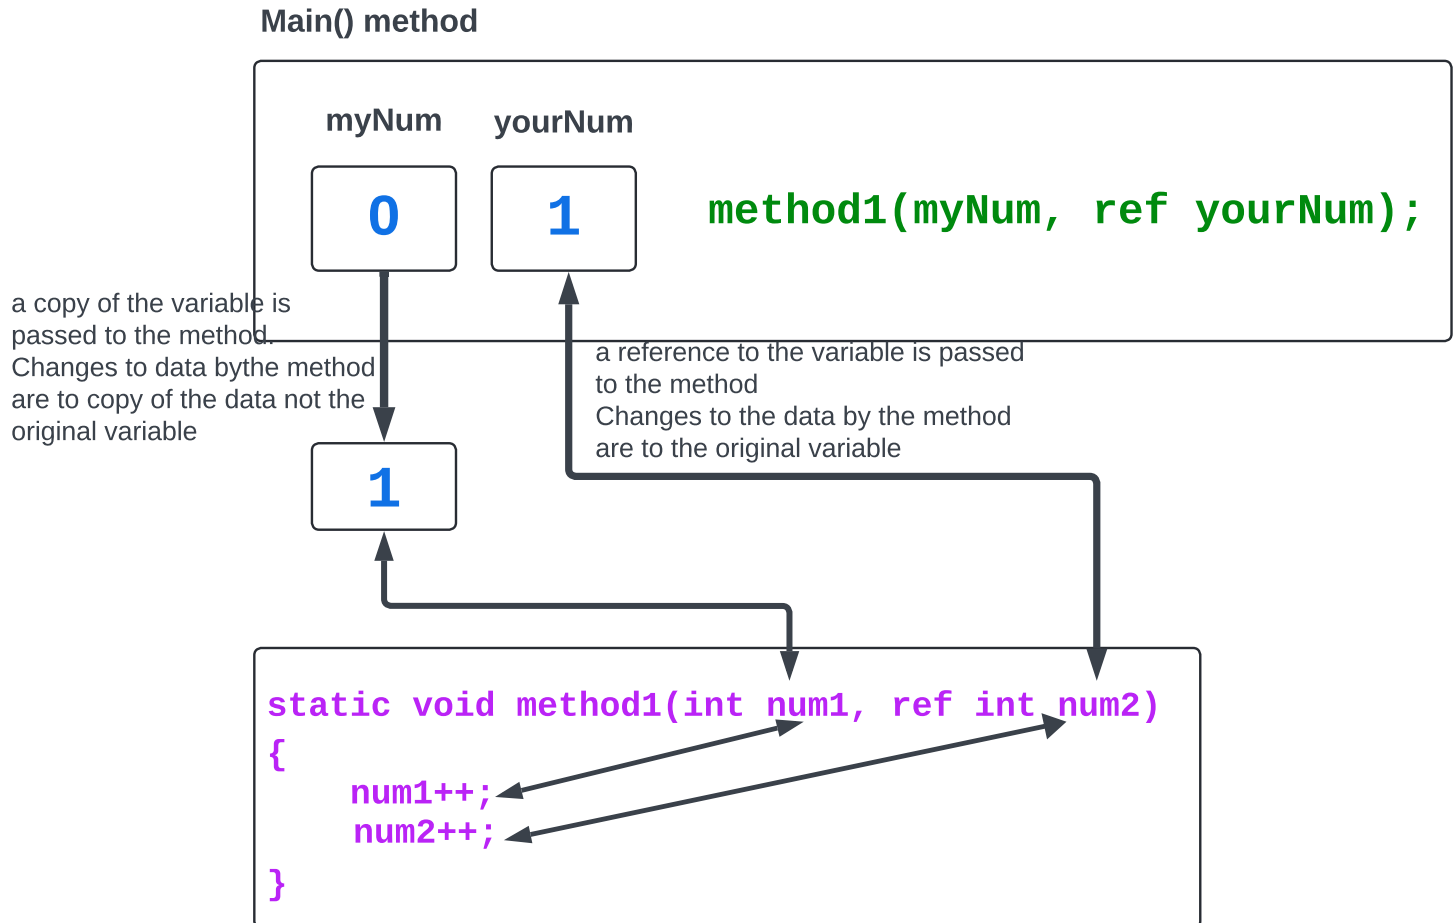 Main() method
myNum
yourNum
0
1
method1(myNum, ref yourNum);
a copy of the variable is
passed to the method.
Changes to data bythe method
are to copy of the data not the
original variable
a reference to the variable is passed
to the method
Changes to the data by the method
are to the original variable
1
static void method1(int num1, ref int num2)
{
num1++;
num2++;
}